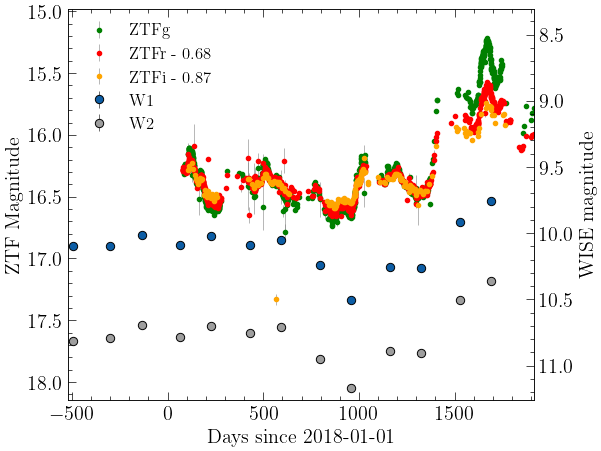 ZTFg
ZTFr - 0.68
ZTFi - 0.87
W1
W2
15.0
15.5
16.0
16.5
17.0
17.5
18.0
ZTF Magnitude
8.5
9.0
9.5
10.0
10.5
11.0
WISE magnitude
−500
0
500
1000
1500
Days since 2018-01-01